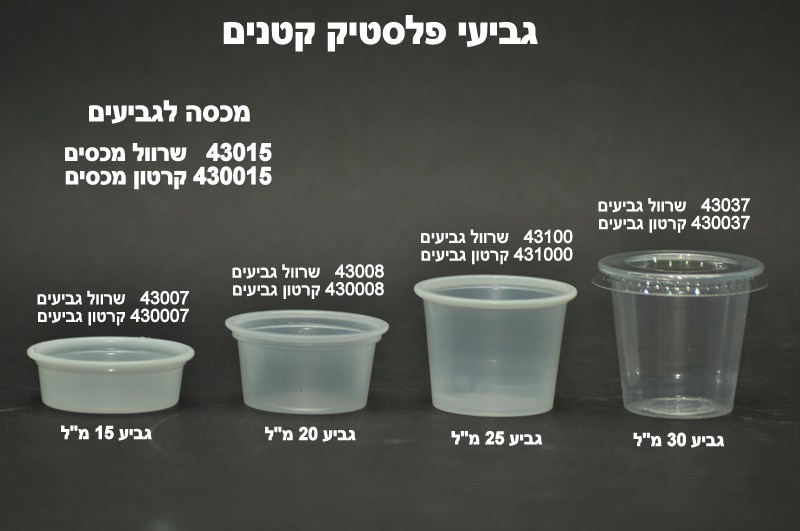 גביעי פלסטיק קטנים
מכסה לגביעים
43015 שרוול מכסים
430015 קרטון מכסים
43037 שרוול גביעים
430037 קרטון גביעים
43100 שרוול גביעים
431000 קרטון גביעים
43008 שרוול גביעים
430008 קרטון גביעים
43007 שרוול גביעים
430007 קרטון גביעים
גביע 30 מ"ל
גביע 25 מ"ל
גביע 20 מ"ל
גביע 15 מ"ל